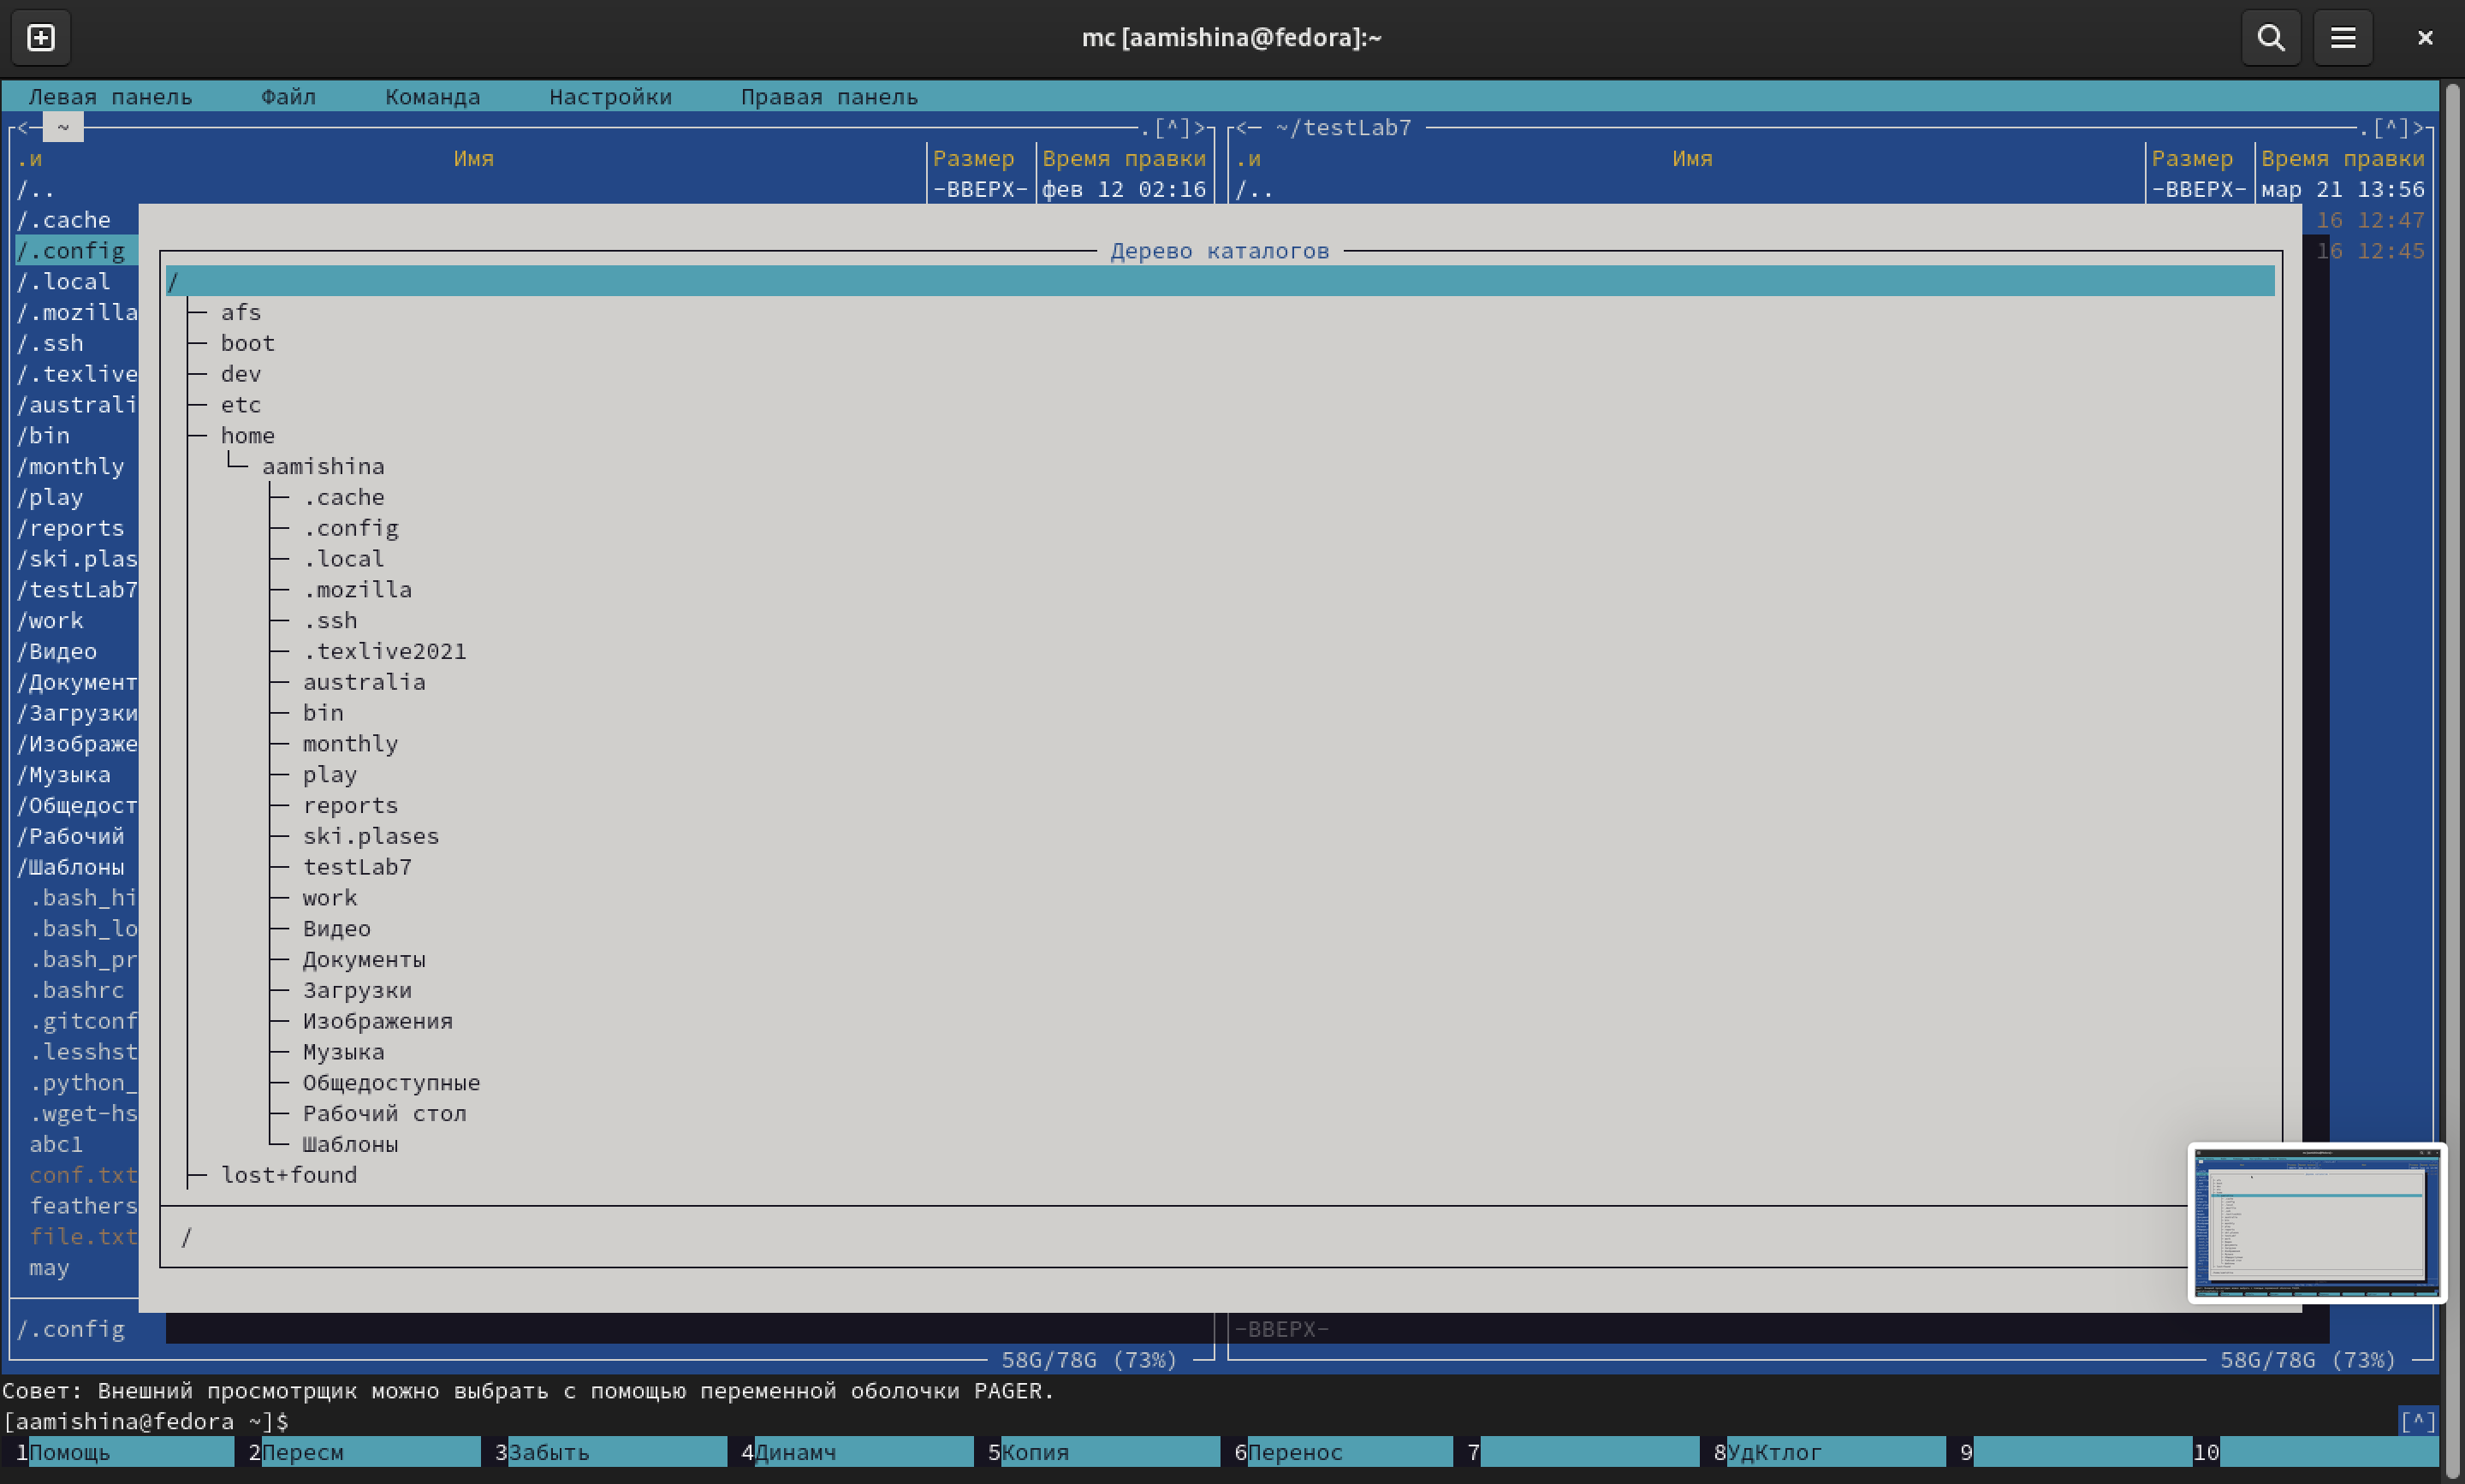 mc [aamishina@fedora]:~
Левая панель Файл Команда Настройки Правая панель
<─ ~ .[^]> <─ ~/testLab7 .[^]>
.и Имя Размер Время правки .и Имя Размер Время правки
/.. -ВВЕРХ- фев 12 02:16 /.. -ВВЕРХ- мар 21 13:56
/.cache 16 12:47
/.config Дерево каталогов 16 12:45
/.local /
/.mozilla afs
/.ssh boot
/.texlive dev
/australi etc
/bin home
/monthly aamishina
/play .cache
/reports .config
/ski.plas .local
/testLab7 .mozilla
/work .ssh
/Видео .texlive2021
/Документ australia
/Загрузки bin
/Изображе monthly
/Музыка play
/Общедост reports
/Рабочий ski.plases
/Шаблоны testLab7
.bash_hi work
.bash_lo Видео
.bash_pr Документы
.bashrc Загрузки
.gitconf Изображения
.lesshst Музыка
.python_ Общедоступные
.wget-hs Рабочий стол
abc1 Шаблоны
conf.txt lost+found
feathers
file.txt /
may
/.config -ВВЕРХ-
58G/78G (73%) 58G/78G (73%)
Совет: Внешний просмотрщик можно выбрать с помощью переменной оболочки PAGER.
[aamishina@fedora ~]$ [^]
1Помощь 2Пересм 3Забыть 4Динамч 5Копия 6Перенос 7 8УдКтлог 9 10